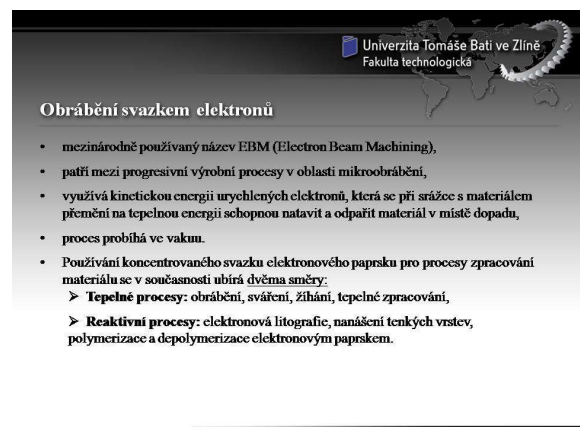 Univerzita Tomáše Bati ve Zlíně
Fakulta technologická
Obrábění svazkem elektronů
• mezinárodně používaný název EBM (Electron Beam Machining),
• patří mezi progresivní výrobní procesy v oblasti mikroobrábění,
• využívá kinetickou energii urychlených elektronů, která se při srážce s materiálem
přemění na tepelnou energii schopnou natavit a odpařit materiál v místě dopadu,
• proces probíhá ve vakuu.
• Používání koncentrovaného svazku elektronového paprsku pro procesy zpracování
materiálu se v současnosti ubírá dvěma směry:
➢ Tepelné procesy: obrábění, sváření, žíhání, tepelné zpracování,
➢ Reaktivní procesy: elektronová litografie, nanášení tenkých vrstev,
polymerizace a depolymerizace elektronovým paprskem.